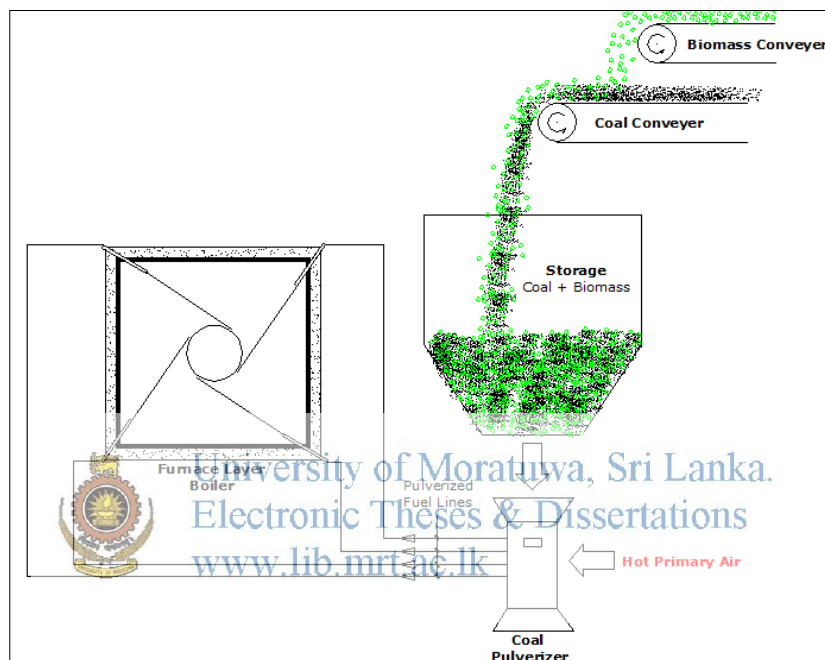 Biomass Conveyer
Coal Conveyer
Storage
Coal + Biomass
Furnace Layer
Boiler
Pulverized
Fuel Lines
University of Moratuwa, Sri Lanka.
Electronic Theses & Dissertations
www.lib.mrt.ac.lk
Hot Primary Air
Coal
Pulverizer